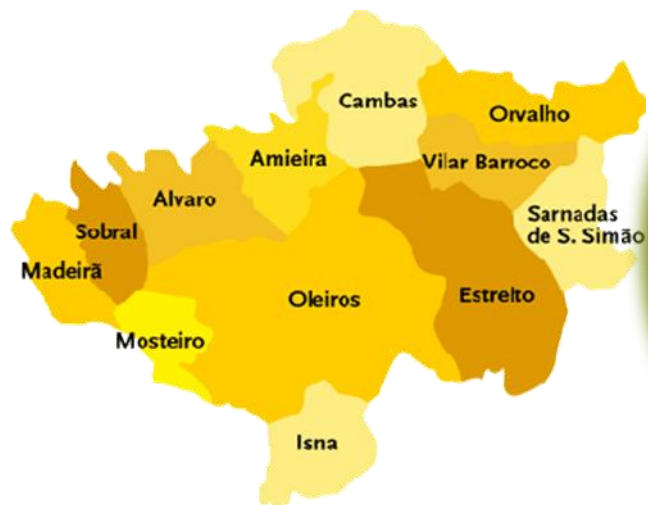 Cambas
Orvalho
Amieira
Vilar Barroco
Alvaro
Sarnadas
de S. Simão
Sobral
Madeirã
Oleiros
Estreito
Mosteiro
Isna